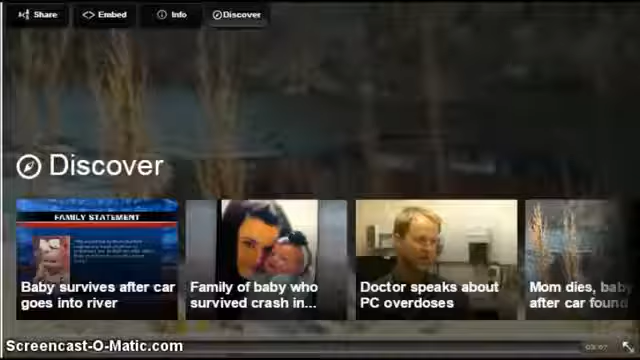 Share
Embed
Info
Discover
Discover
FAMILY STATEMENT
Baby survives after car
goes into river
Family of baby who
survived crash in...
Doctor speaks about
PC overdoses
Mom dies, baby
after car found
Screencast-O-Matic.com